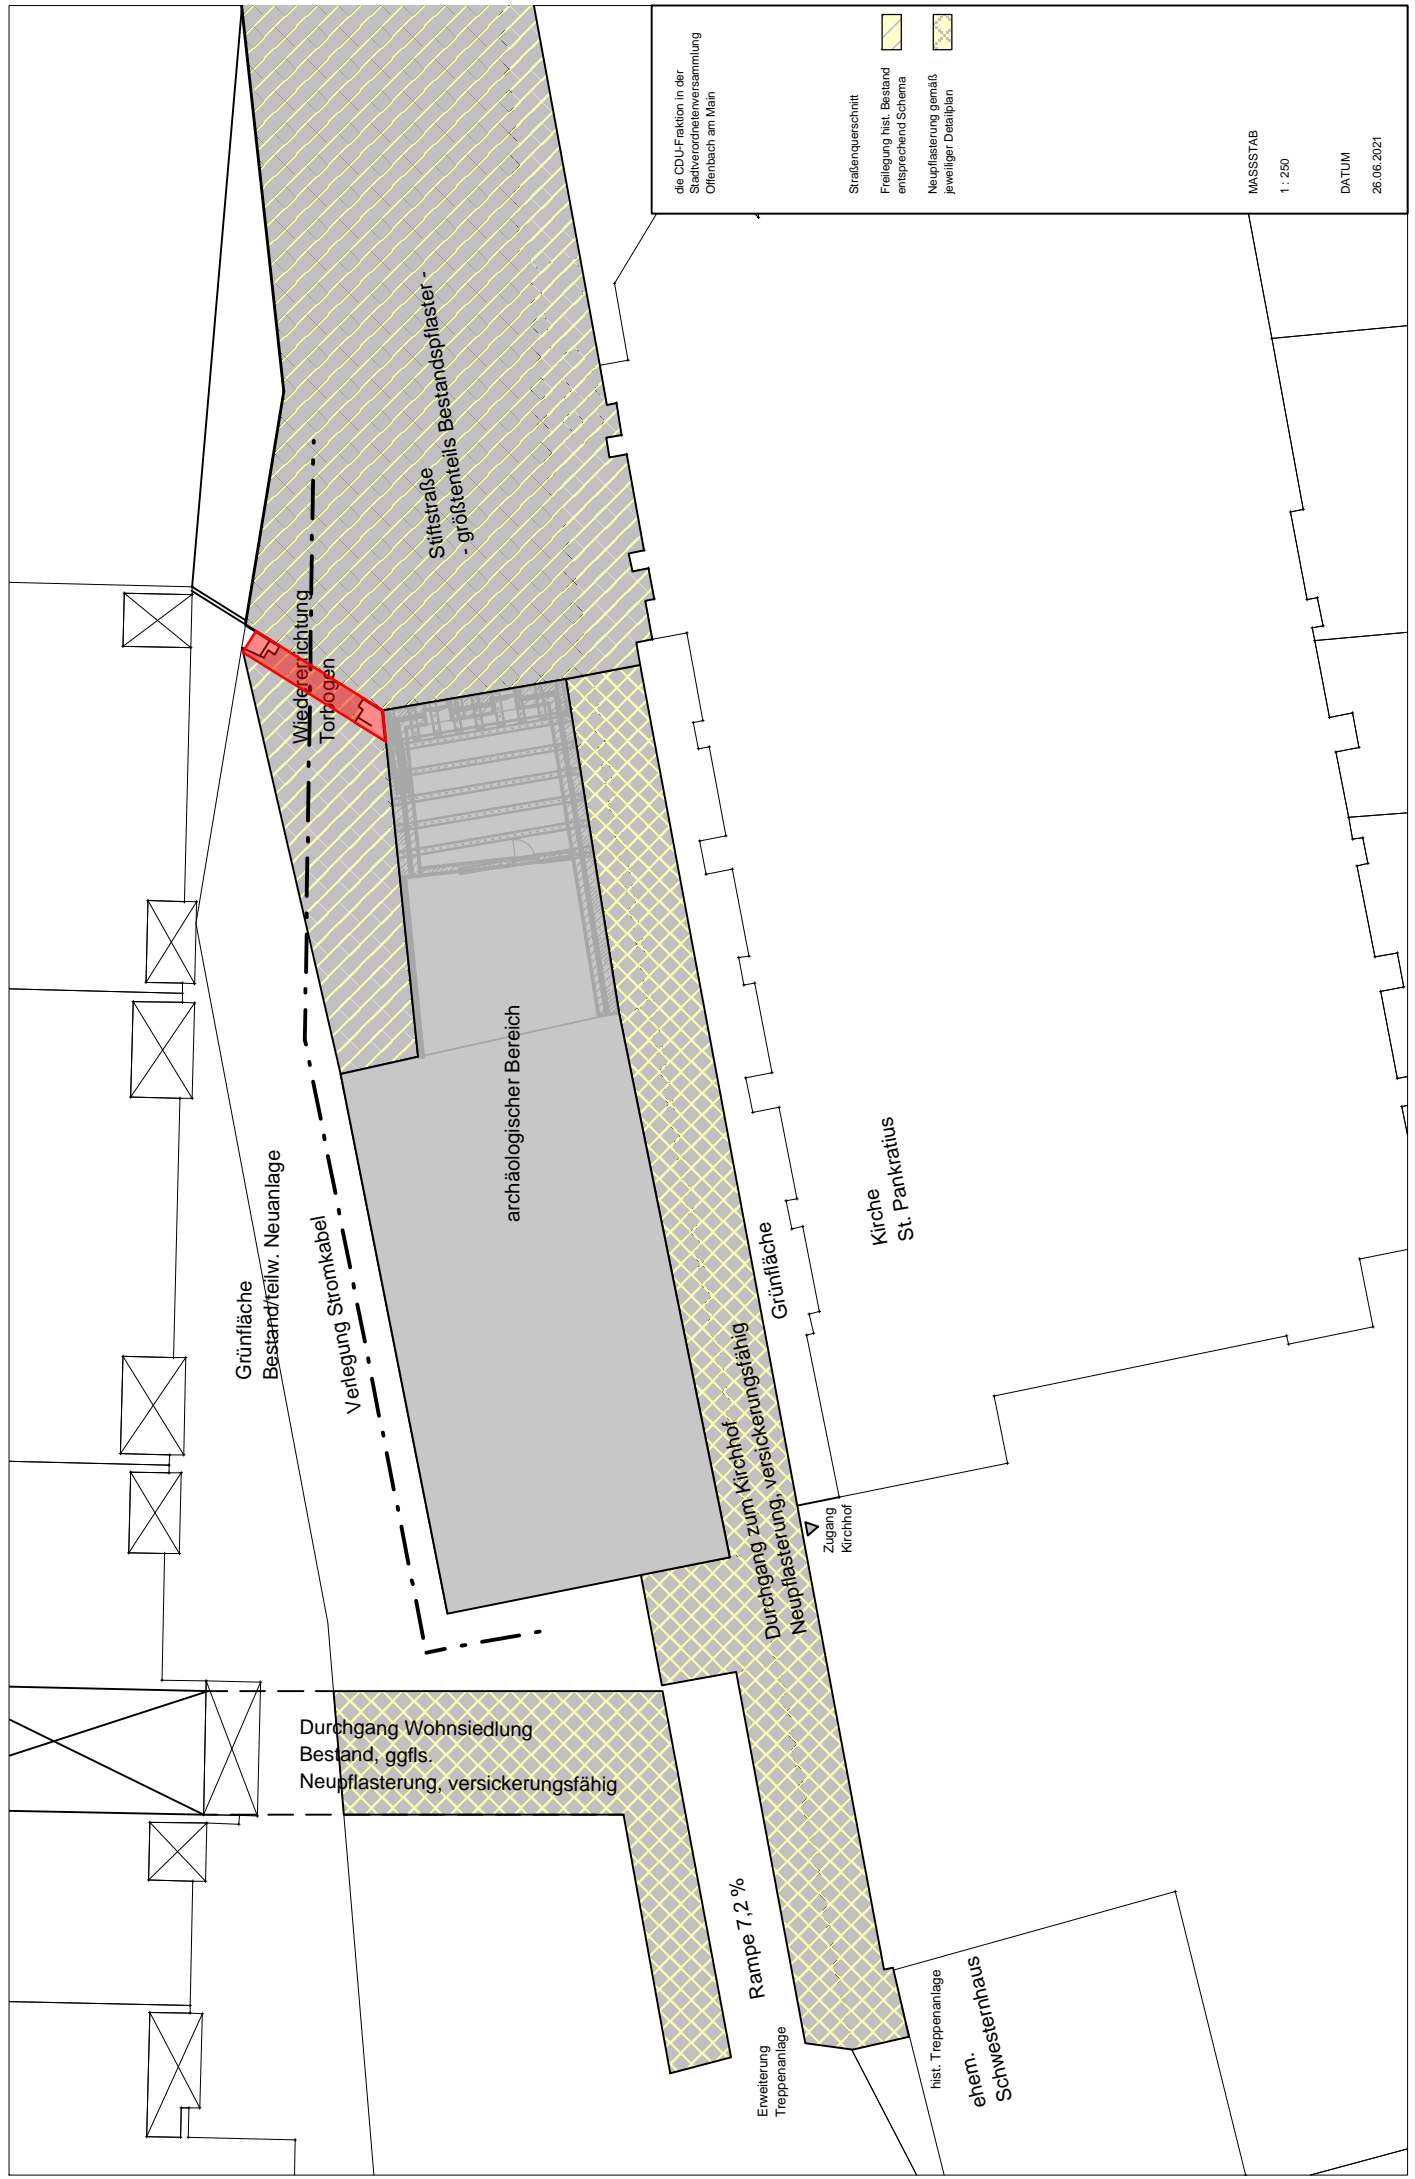 die CDU-Fraktion in der
Stadtverordnetenversammlung
Offenbach am Main
Straßenquerschnitt
Freilegung hist. Bestand
entsprechend Schema
Neupflasterung gemäß
jeweiliger Detailplan
MASSSTAB
1 : 250
DATUM
26.06.2021
Stiftstraße
- größtenteils Bestandspflaster -
Wiedererrichtung
Torbogen
archäologischer Bereich
Grünfläche
Bestand/teilw. Neuanlage
Verlegung Stromkabel
Grünfläche
Kirche
St. Pankratius
Durchgang zum Kirchhof
Neupflasterung, versickerungsfähig
Zugang
Kirchhof
Durchgang Wohnsiedlung
Bestand, ggfls.
Neupflasterung, versickerungsfähig
Rampe 7,2 %
Erweiterung
Treppenanlage
hist. Treppenanlage
ehem.
Schwesternhaus